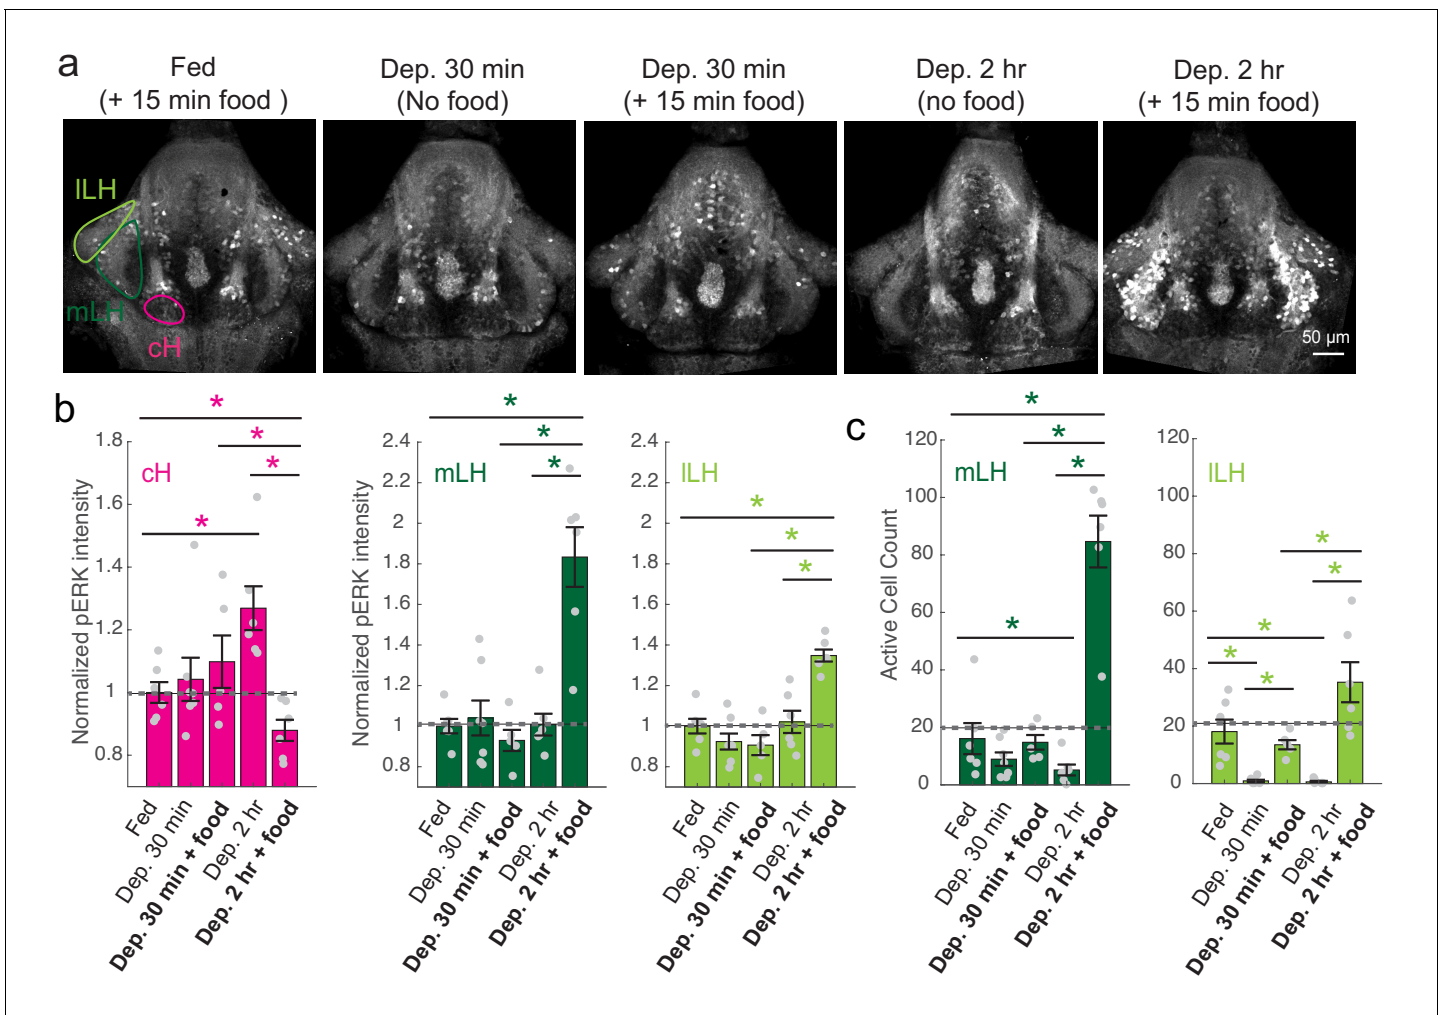 a
Fed
(+ 15 min food )
Dep. 30 min
(No food)
Dep. 30 min
(+ 15 min food)
Dep. 2 hr
(no food)
Dep. 2 hr
(+ 15 min food)
lLH
mLH
cH
50 µm
b
Normalized pERK intensity
1.8
1.6
1.4
1.2
1
0.8
cH
*
*
*
*
Fed
Dep. 30 min
Dep. 30 min + food
Dep. 2 hr
Dep. 2 hr + food
Normalized pERK intensity
2.4
2.2
2
1.8
1.6
1.4
1.2
1
0.8
mLH
*
*
*
Fed
Dep. 30 min
Dep. 30 min + food
Dep. 2 hr
Dep. 2 hr + food
2.4
2.2
2
1.8
1.6
1.4
1.2
1
0.8
lLH
*
*
*
Fed
Dep. 30 min
Dep. 30 min + food
Dep. 2 hr
Dep. 2 hr + food
c
Active Cell Count
120
100
80
60
40
20
0
mLH
*
*
*
*
Fed
Dep. 30 min
Dep. 30 min + food
Dep. 2 hr
Dep. 2 hr + food
120
100
80
60
40
20
0
lLH
*
*
*
*
*
Fed
Dep. 30 min
Dep. 30 min + food
Dep. 2 hr
Dep. 2 hr + food